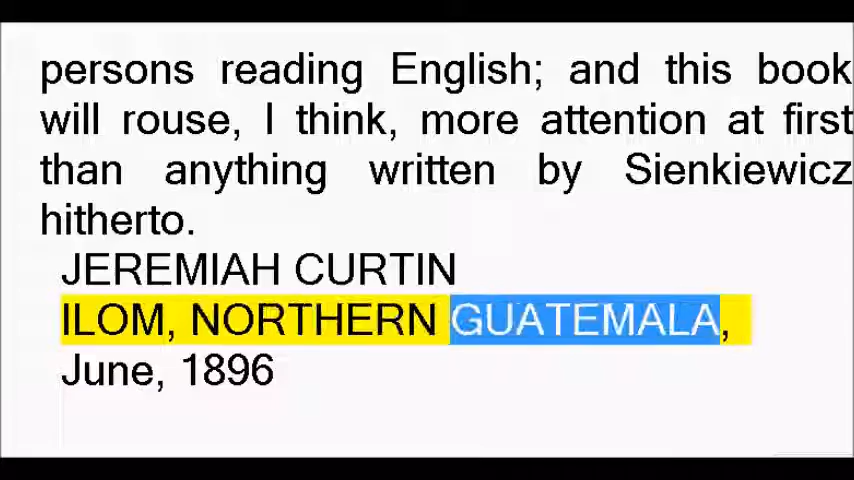 persons reading English; and this book
will rouse, I think, more attention at first
than anything written by Sienkiewicz
hitherto.
JEREMIAH CURTIN
ILOM, NORTHERN GUATEMALA,
June, 1896